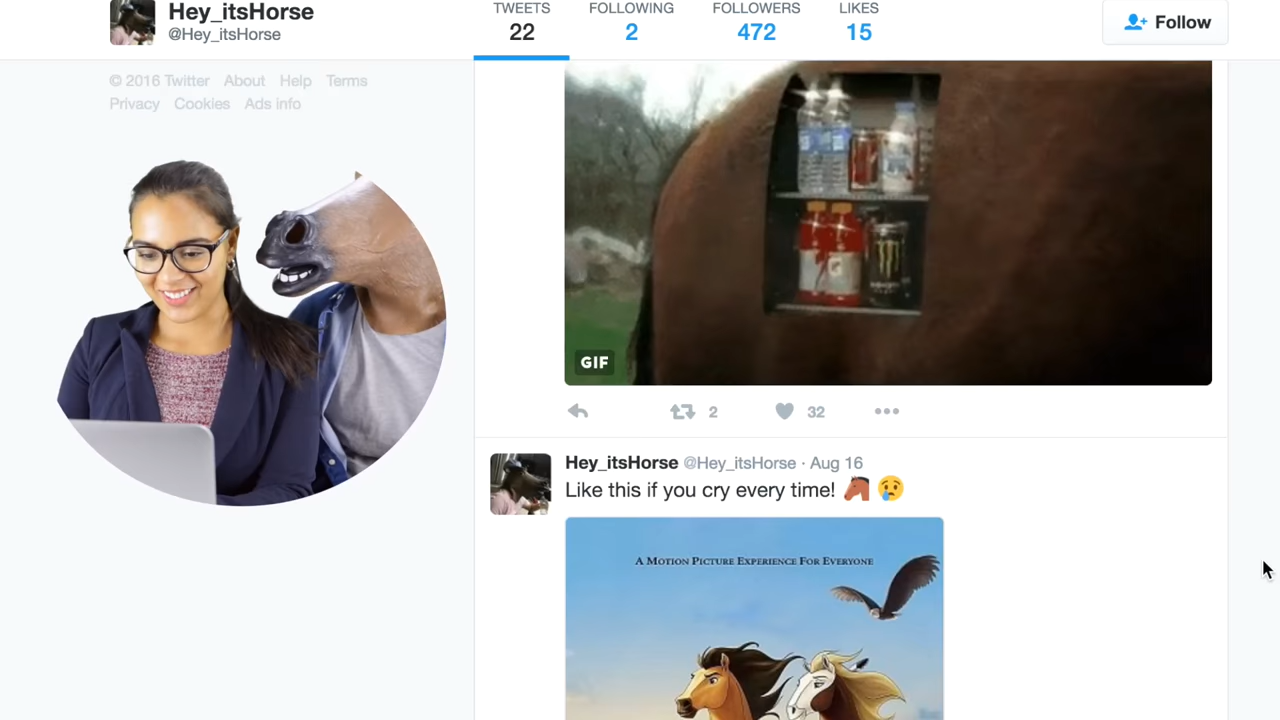 Hey_itsHorse
@Hey_itsHorse
TWEETS
22
FOLLOWING
2
FOLLOWERS
472
LIKES
15
Follow
© 2016 Twitter About Help Terms
Privacy Cookies Ads info
G
GIF
2
32
Hey_itsHorse @Hey_itsHorse · Aug 16
Like this if you cry every time! 🐴 😢
A MOTION PICTURE EXPERIENCE FOR EVERYONE